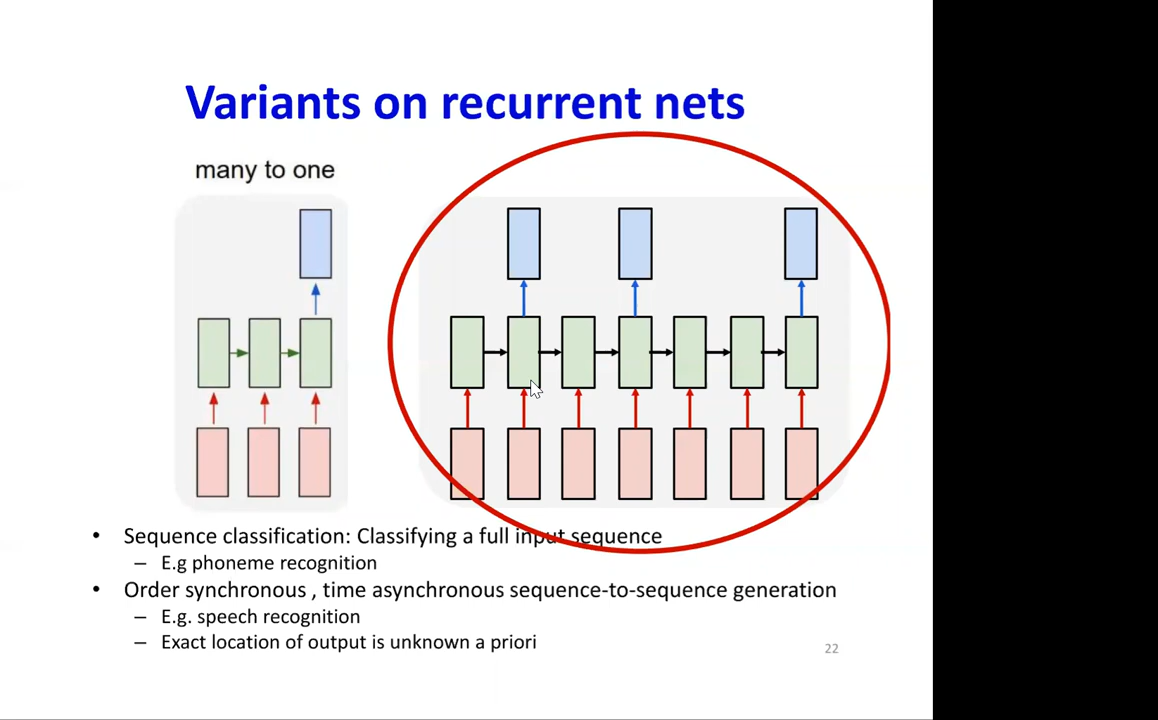 Variants on recurrent nets
many to one
• Sequence classification: Classifying a full input sequence
– E.g phoneme recognition
• Order synchronous , time asynchronous sequence-to-sequence generation
– E.g. speech recognition
– Exact location of output is unknown a priori
22